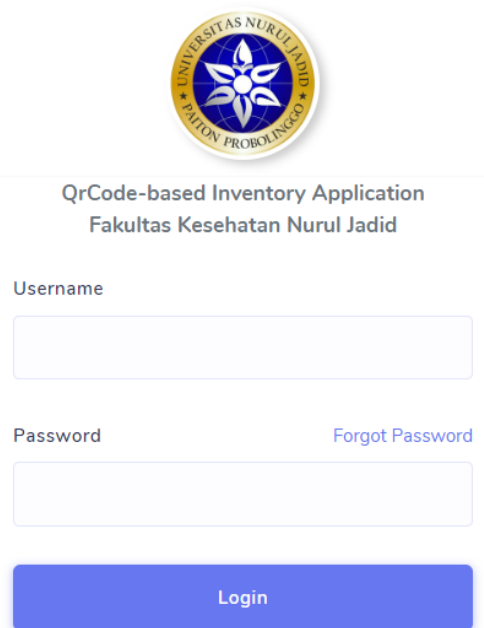 UNIVERSITAS NURUL JADID
PAITON PROBOLINGGO
QrCode-based Inventory Application
Fakultas Kesehatan Nurul Jadid
Username
Password Forgot Password
Login